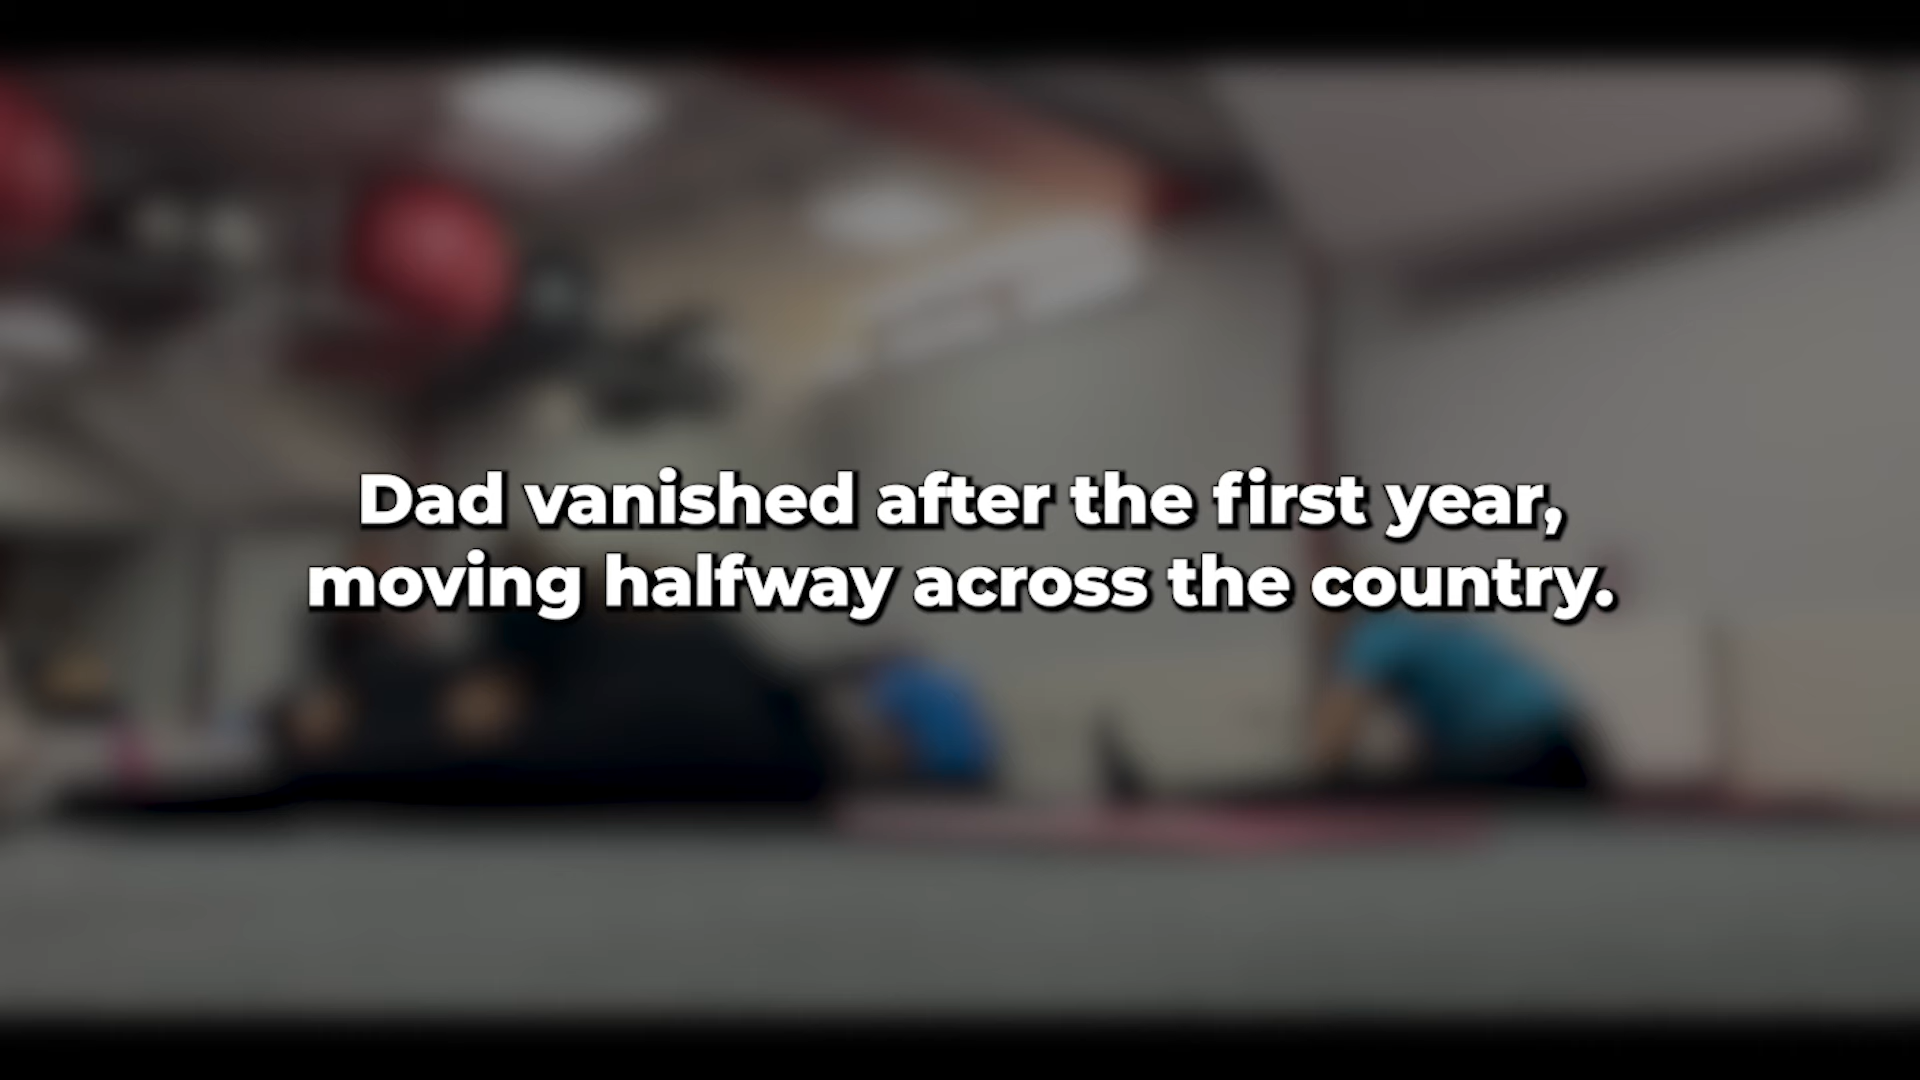 Dad vanished after the first year,
moving halfway across the country.